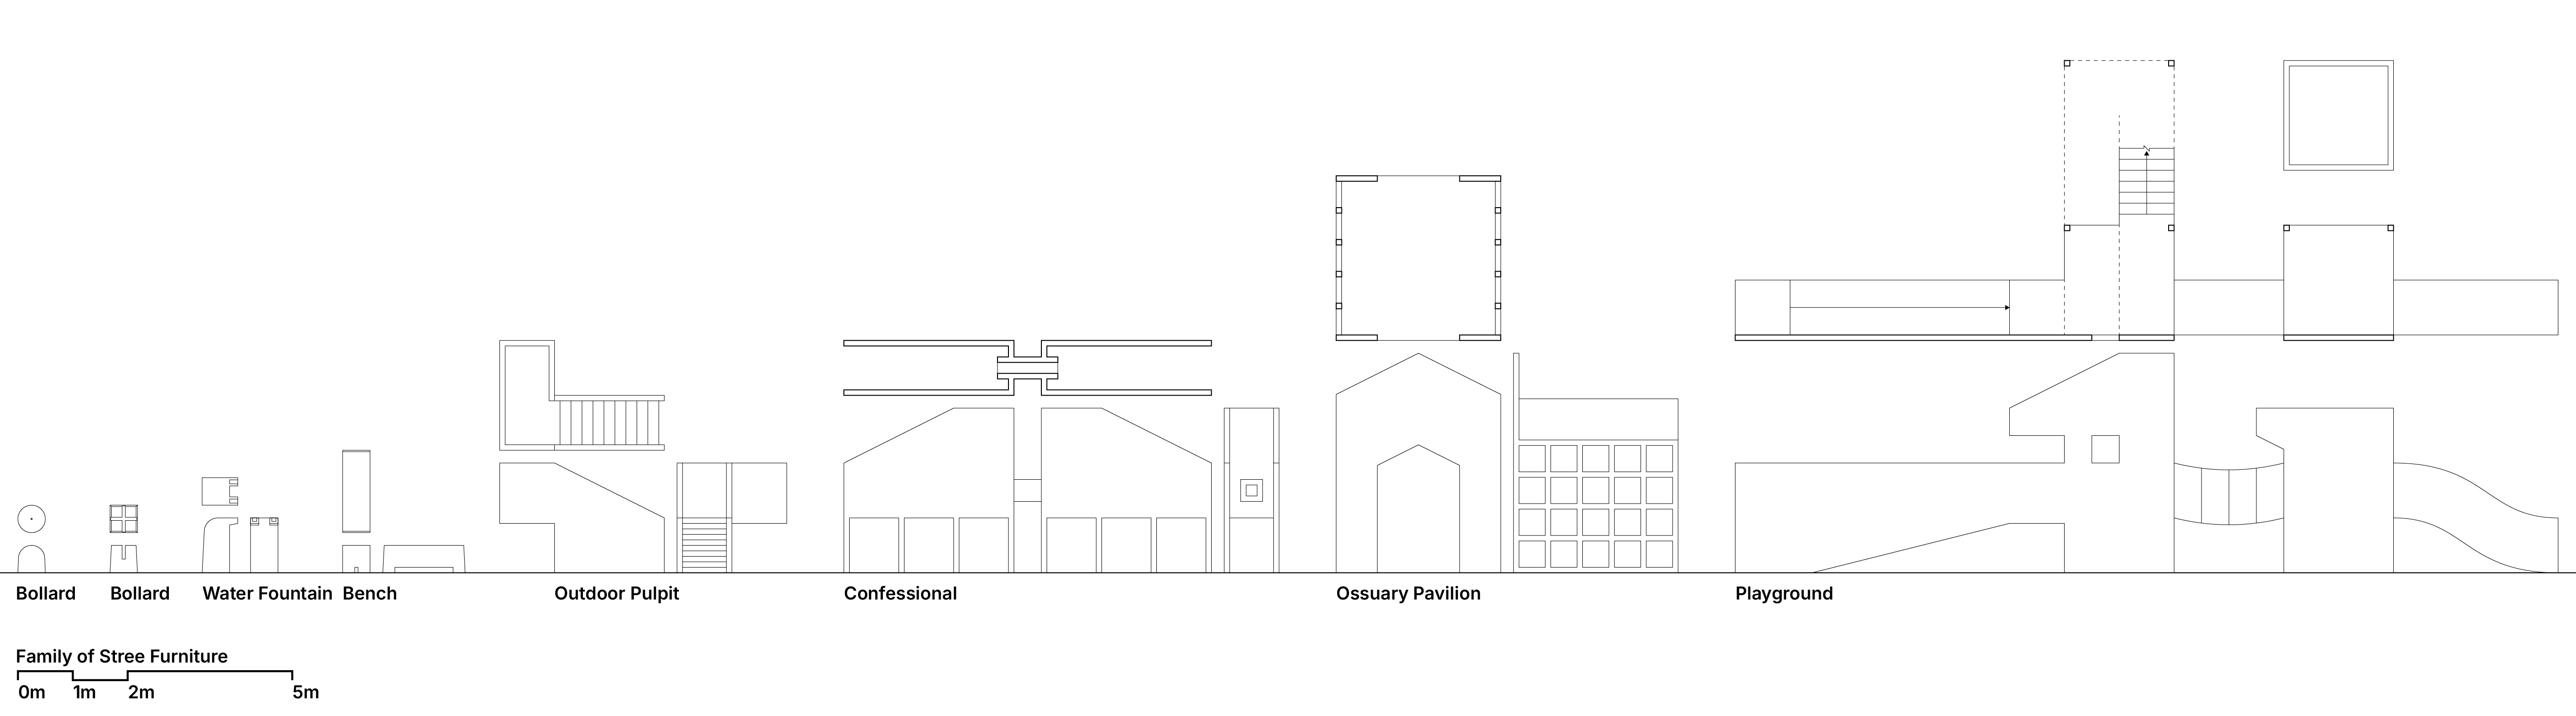 Bollard
Bollard
Water Fountain
Bench
Outdoor Pulpit
Confessional
Ossuary Pavilion
Playground
Family of Stree Furniture
0m 1m 2m 5m